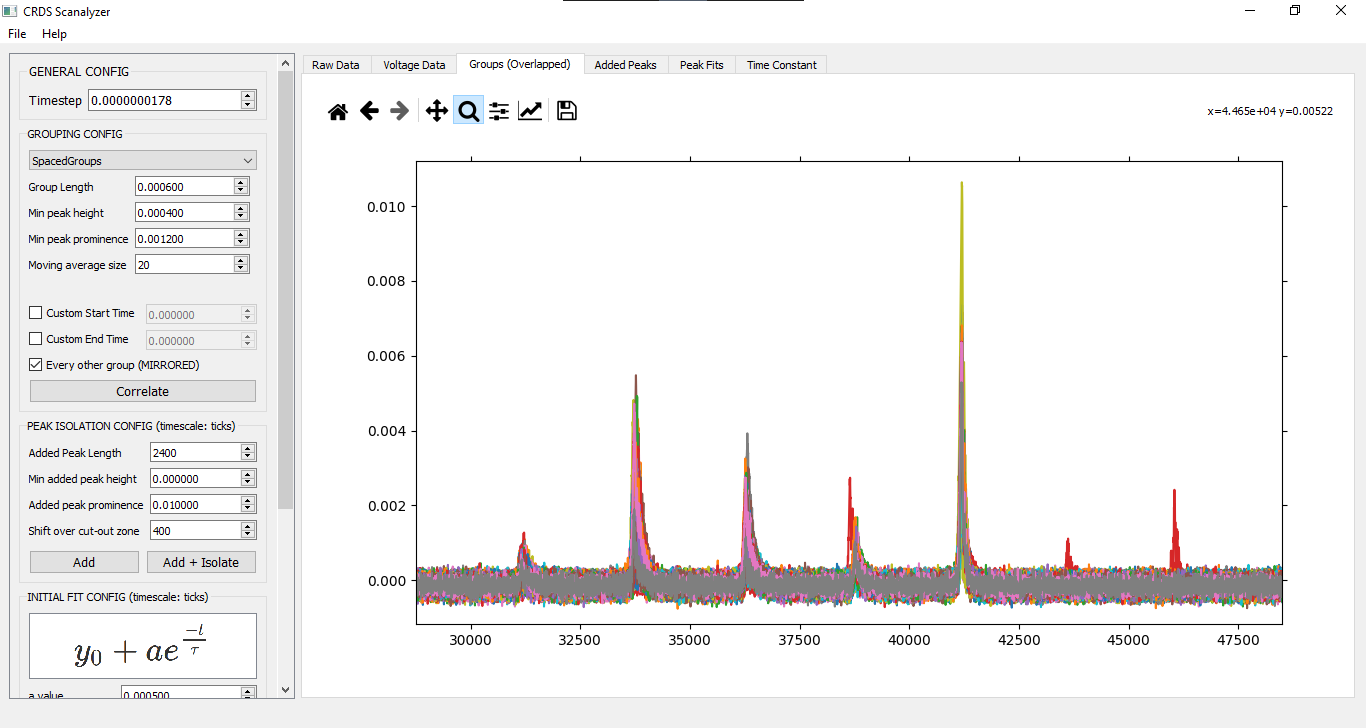 CRDS Scanalyzer
File Help
GENERAL CONFIG
Timestep 0.0000000178
GROUPING CONFIG
SpacedGroups
Group Length 0.000600
Min peak height 0.000400
Min peak prominence 0.001200
Moving average size 20
Custom Start Time 0.000000
Custom End Time 0.000000
Every other group (MIRRORED)
Correlate
PEAK ISOLATION CONFIG (timescale: ticks)
Added Peak Length 2400
Min added peak height 0.000000
Added peak prominence 0.010000
Shift over cut-out zone 400
Add Add + Isolate
INITIAL FIT CONFIG (timescale: ticks)
y₀ + ae^(−l/τ)
a value 0.000500
Raw Data Voltage Data Groups (Overlapped) Added Peaks Peak Fits Time Constant
x=4.465e+04 y=0.00522
0.010
0.008
0.006
0.004
0.002
0.000
30000 32500 35000 37500 40000 42500 45000 47500